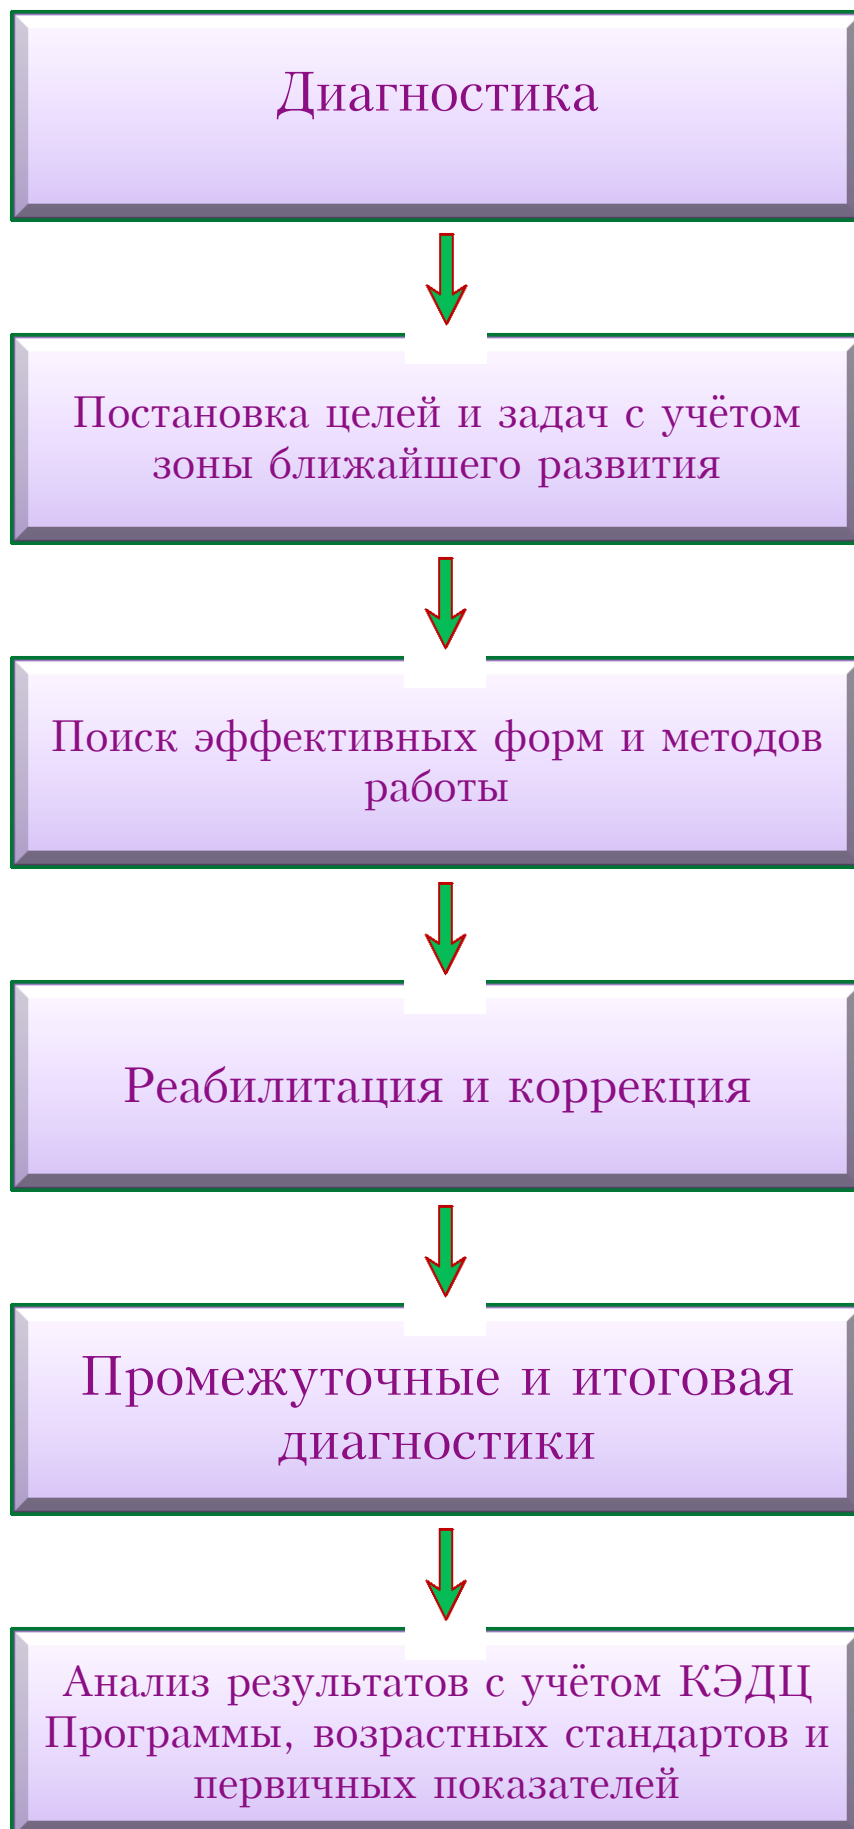 Диагностика
Постановка целей и задач с учётом
зоны ближайшего развития
Поиск эффективных форм и методов
работы
Реабилитация и коррекция
Промежуточные и итоговая
диагностики
Анализ результатов с учётом КЭДЦ
Программы, возрастных стандартов и
первичных показателей